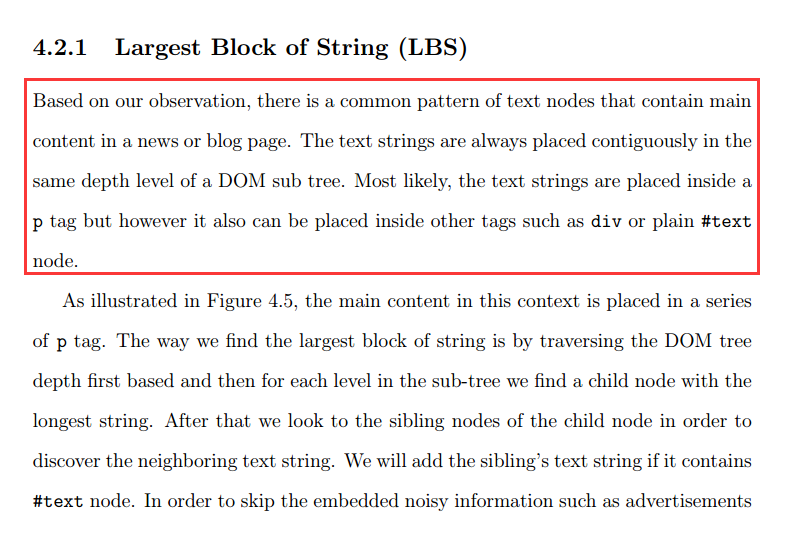 4.2.1 Largest Block of String (LBS)
Based on our observation, there is a common pattern of text nodes that contain main
content in a news or blog page. The text strings are always placed contiguously in the
same depth level of a DOM sub tree. Most likely, the text strings are placed inside a
p tag but however it also can be placed inside other tags such as div or plain #text
node.
As illustrated in Figure 4.5, the main content in this context is placed in a series
of p tag. The way we find the largest block of string is by traversing the DOM tree
depth first based and then for each level in the sub-tree we find a child node with the
longest string. After that we look to the sibling nodes of the child node in order to
discover the neighboring text string. We will add the sibling's text string if it contains
#text node. In order to skip the embedded noisy information such as advertisements